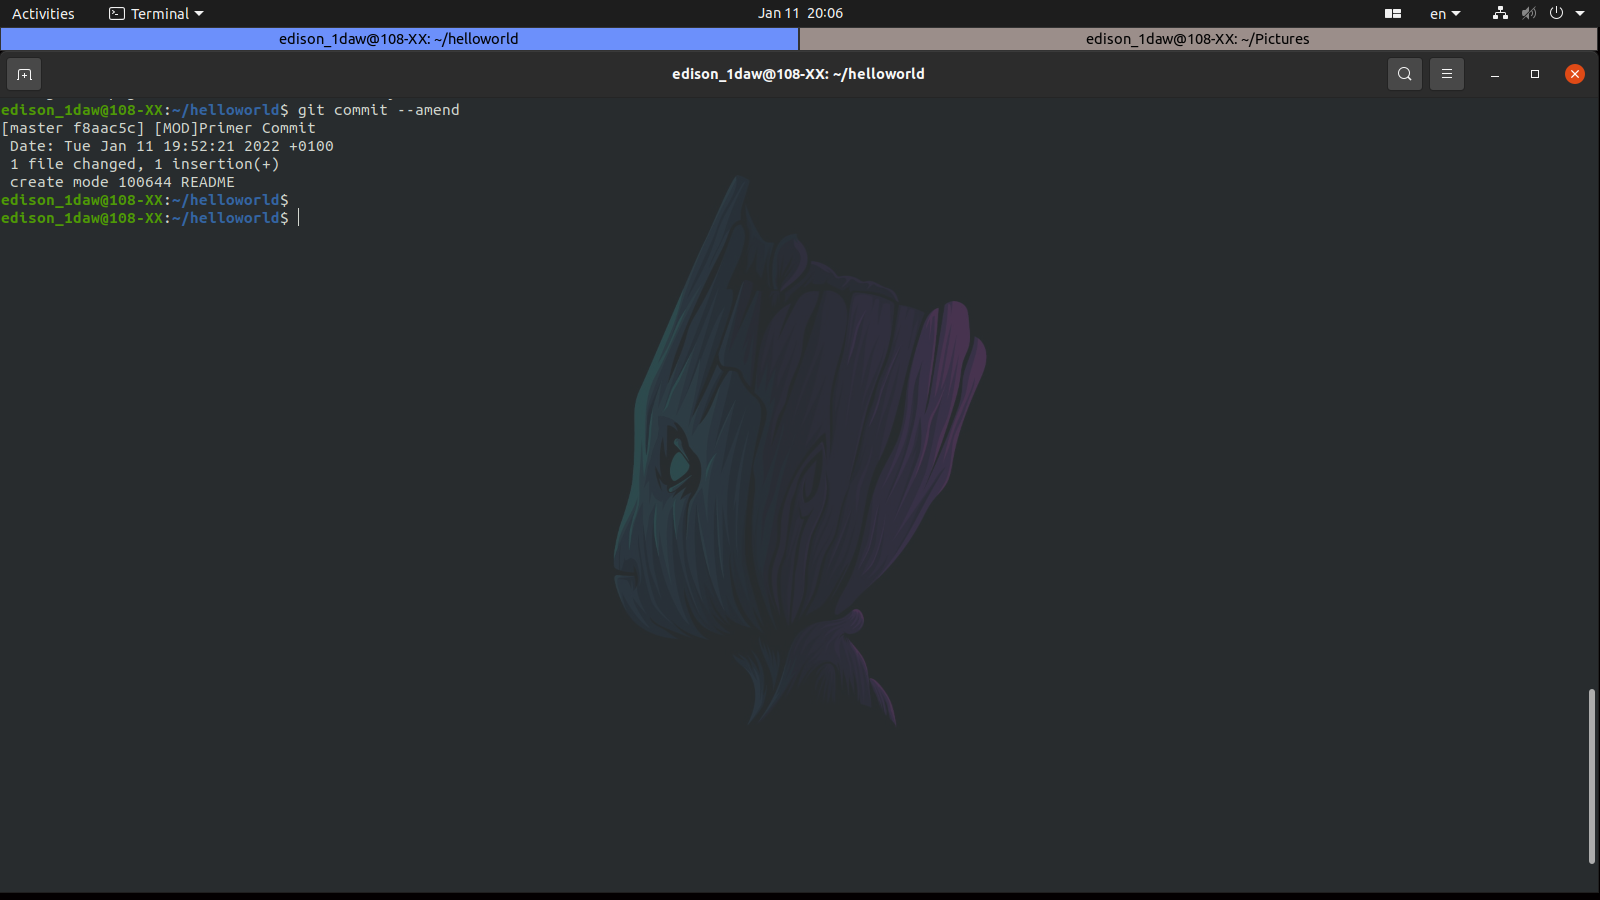 Activities Terminal Jan 11 20:06 en
edison_1daw@108-XX: ~/helloworld edison_1daw@108-XX: ~/Pictures
edison_1daw@108-XX: ~/helloworld
edison_1daw@108-XX:~/helloworld$ git commit --amend
[master f8aac5c] [MOD]Primer Commit
 Date: Tue Jan 11 19:52:21 2022 +0100
 1 file changed, 1 insertion(+)
 create mode 100644 README
edison_1daw@108-XX:~/helloworld$
edison_1daw@108-XX:~/helloworld$